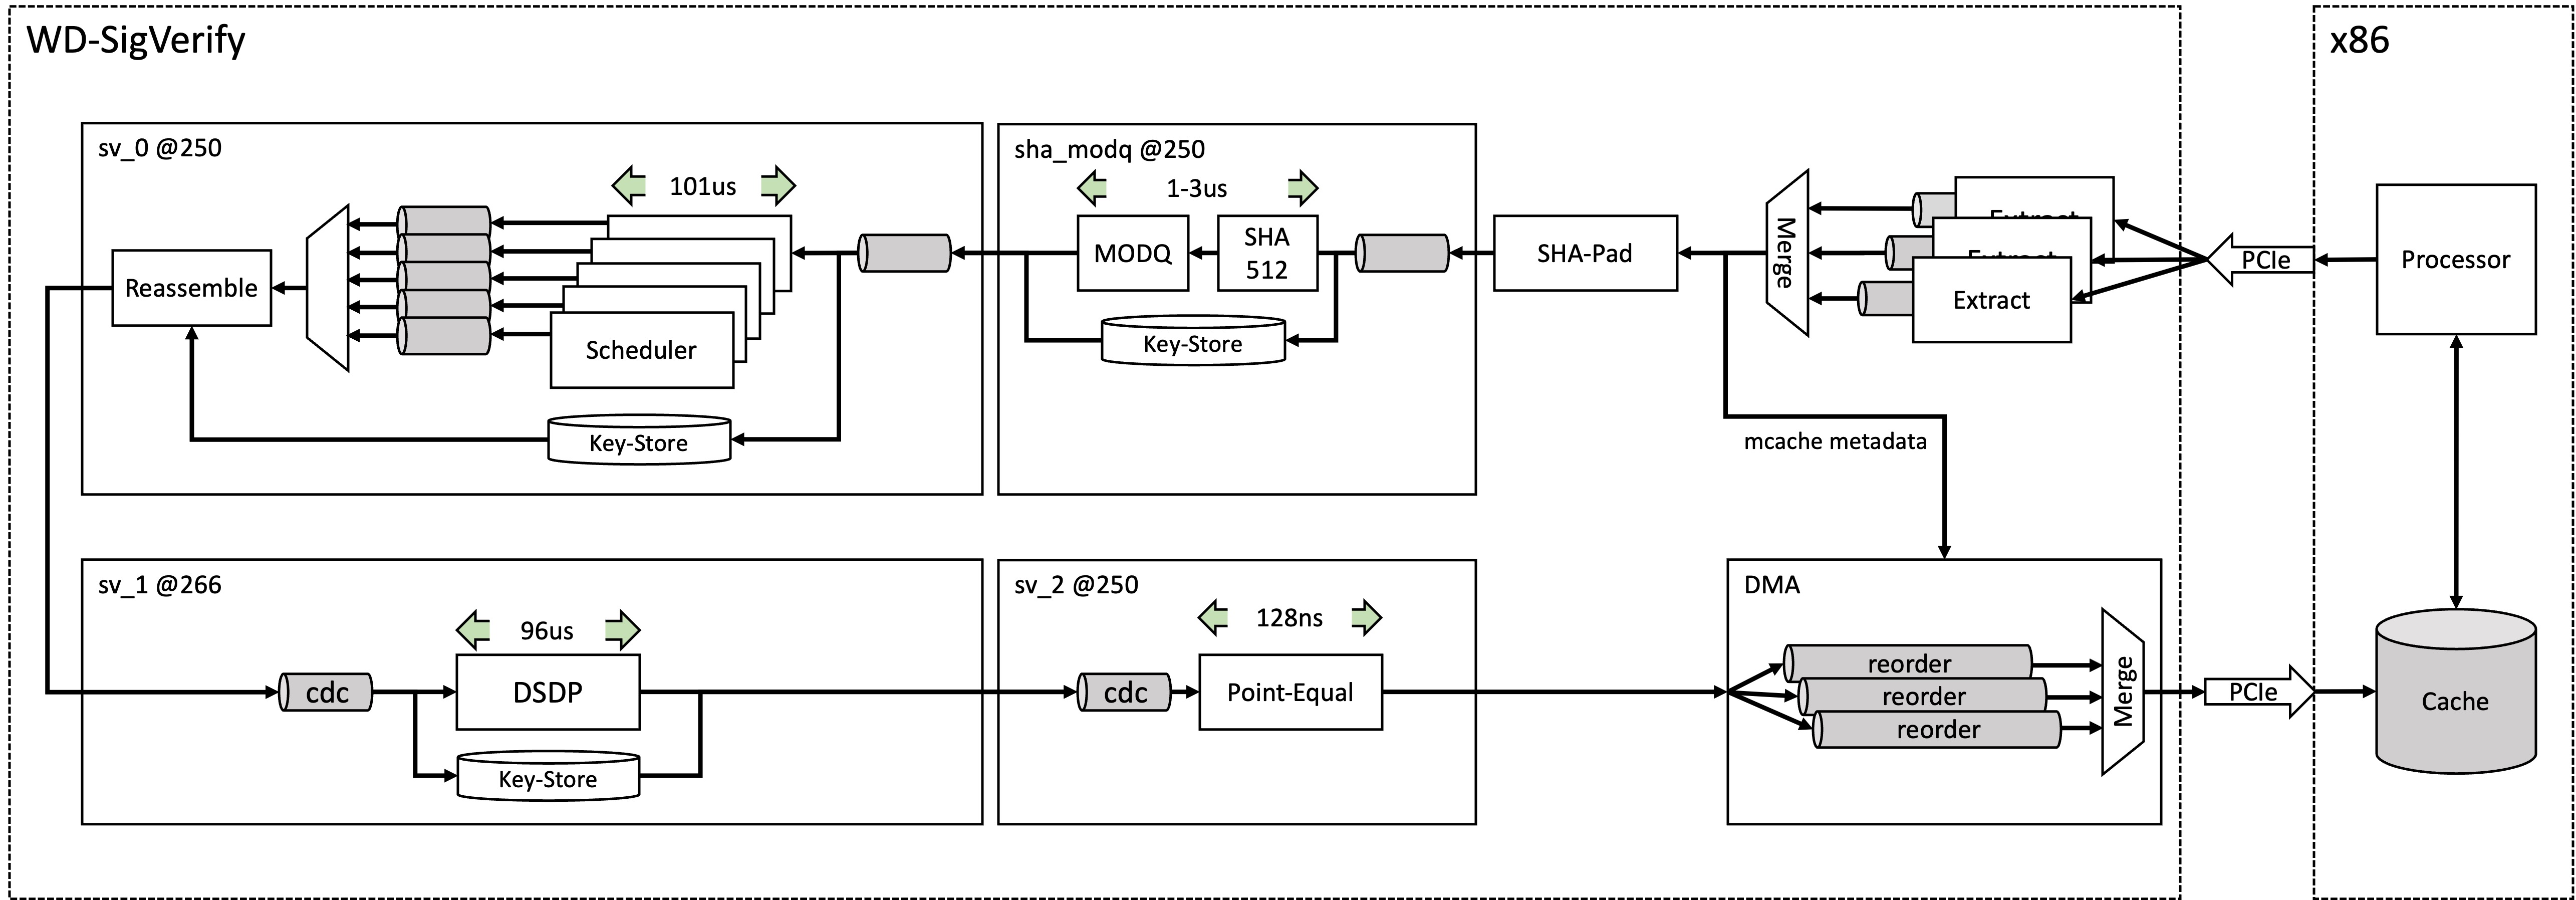 WD-SigVerify
x86
sv_0 @250
101us
Reassemble
Scheduler
Key-Store
sha_modq @250
1-3us
MODQ
SHA
512
Key-Store
SHA-Pad
Merge
Extract
Extract
Extract
PCIe
Processor
mcache metadata
sv_1 @266
96us
cdc
DSDP
Key-Store
sv_2 @250
128ns
cdc
Point-Equal
DMA
reorder
reorder
reorder
Merge
PCIe
Cache